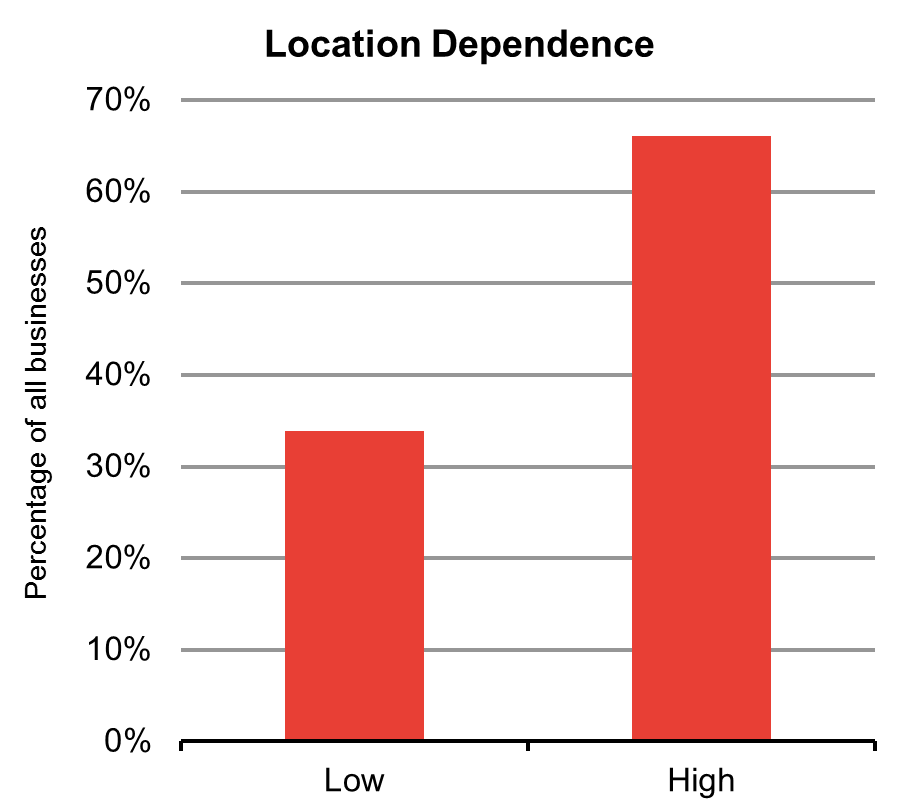 Location Dependence
70%
60%
50%
40%
30%
20%
10%
0%
Percentage of all businesses
Low
High